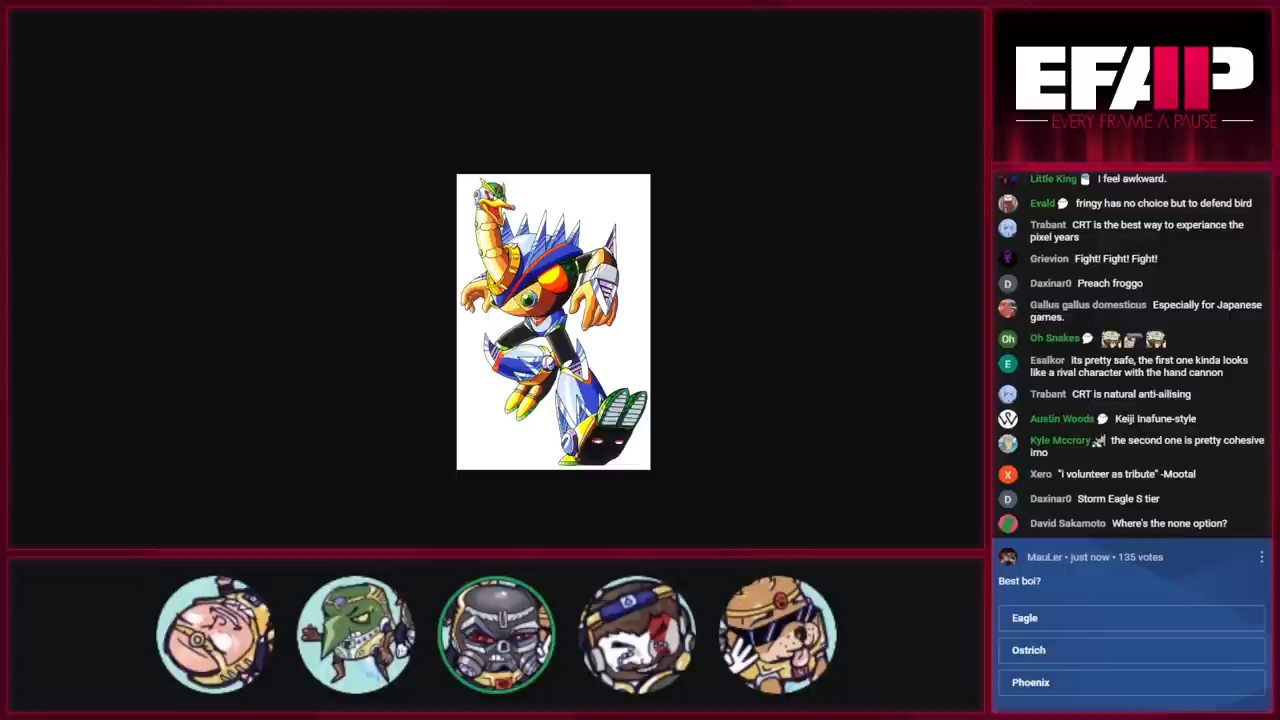 EFAP
EVERY FRAME A PAUSE
Little King I feel awkward.
Evald fringy has no choice but to defend bird
Trabant CRT is the best way to experiance the
pixel years
Grievion Fight! Fight! Fight!
D
Daxinar0 Preach froggo
Gallus gallus domesticus Especially for Japanese
games.
Oh
Oh Snakes
E
Esalkor its pretty safe, the first one kinda looks
like a rival character with the hand cannon
Trabant CRT is natural anti-ailising
Austin Woods Keiji Inafune-style
Kyle Mccrory the second one is pretty cohesive
imo
X
Xero "i volunteer as tribute" -Mootal
D
Daxinar0 Storm Eagle S tier
David Sakamoto Where's the none option?
MauLer • just now • 135 votes
Best boi?
Eagle
Ostrich
Phoenix